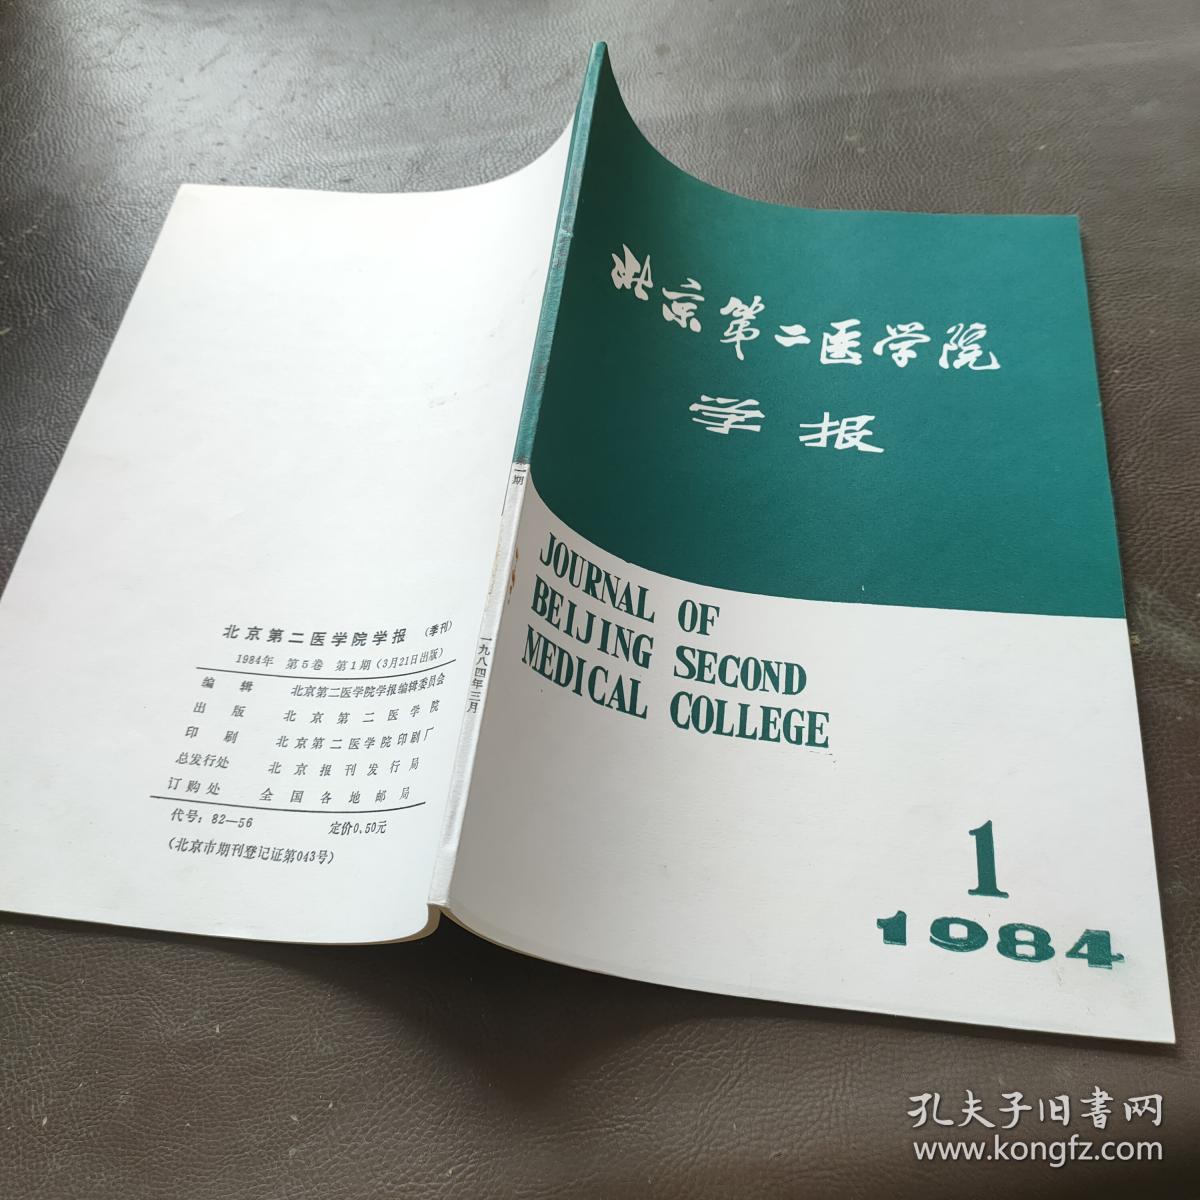 北京第二医学院
学报
JOURNAL OF
BEIJING SECOND
MEDICAL COLLEGE
1
1984
一期
一九八四年三月
北京第二医学院学报 (季刊)
1984年 第5卷 第1期(3月21日出版)
编辑 北京第二医学院学报编辑委员会
出版 北京第二医学院
印刷 北京第二医学院印刷厂
总发行处 北京报刊发行局
订购处 全国各地邮局
代号:82—56 定价0.50元
(北京市期刊登记证第043号)
孔夫子旧书网
www.kongfz.com